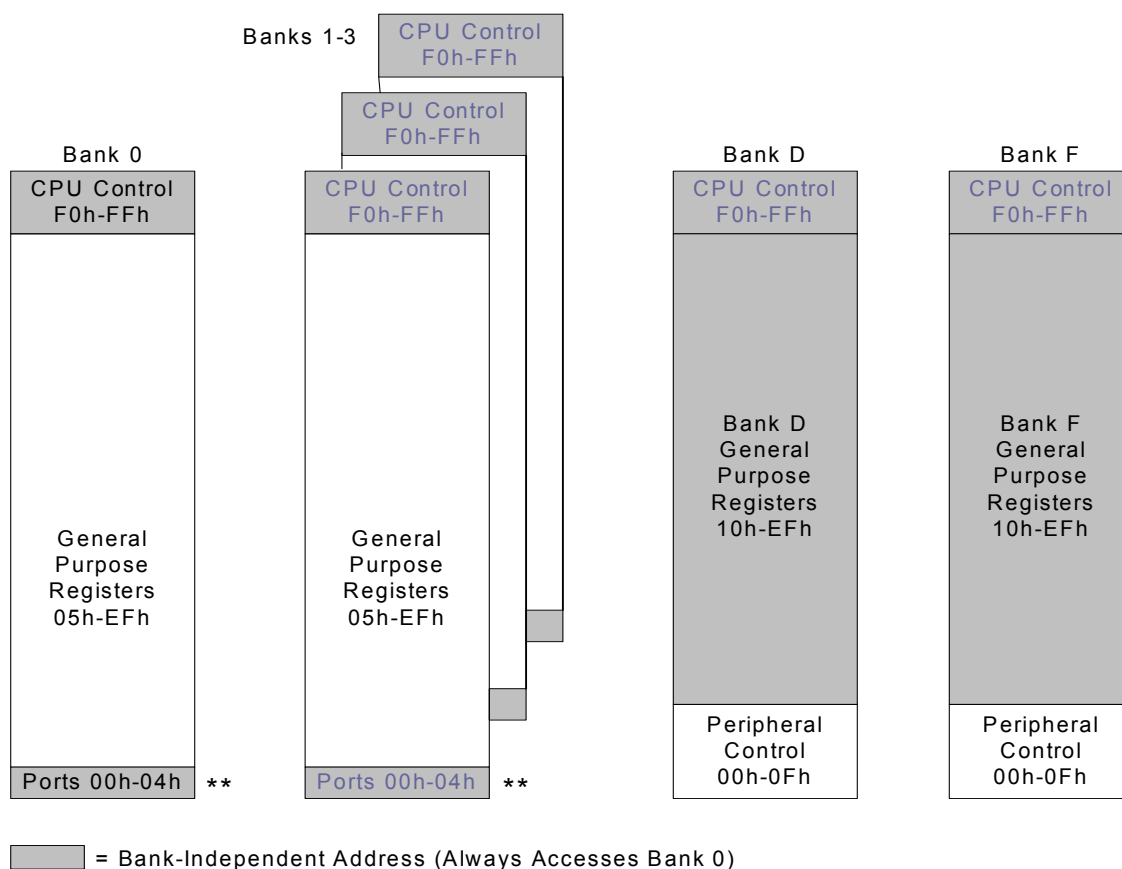 Banks 1-3
CPU Control
F0h-FFh
CPU Control
F0h-FFh
Bank 0
CPU Control
F0h-FFh
General
Purpose
Registers
05h-EFh
Ports 00h-04h
**
CPU Control
F0h-FFh
General
Purpose
Registers
05h-EFh
Ports 00h-04h
**
Bank D
CPU Control
F0h-FFh
Bank D
General
Purpose
Registers
10h-EFh
Peripheral
Control
00h-0Fh
Bank F
CPU Control
F0h-FFh
Bank F
General
Purpose
Registers
10h-EFh
Peripheral
Control
00h-0Fh
= Bank-Independent Address (Always Accesses Bank 0)